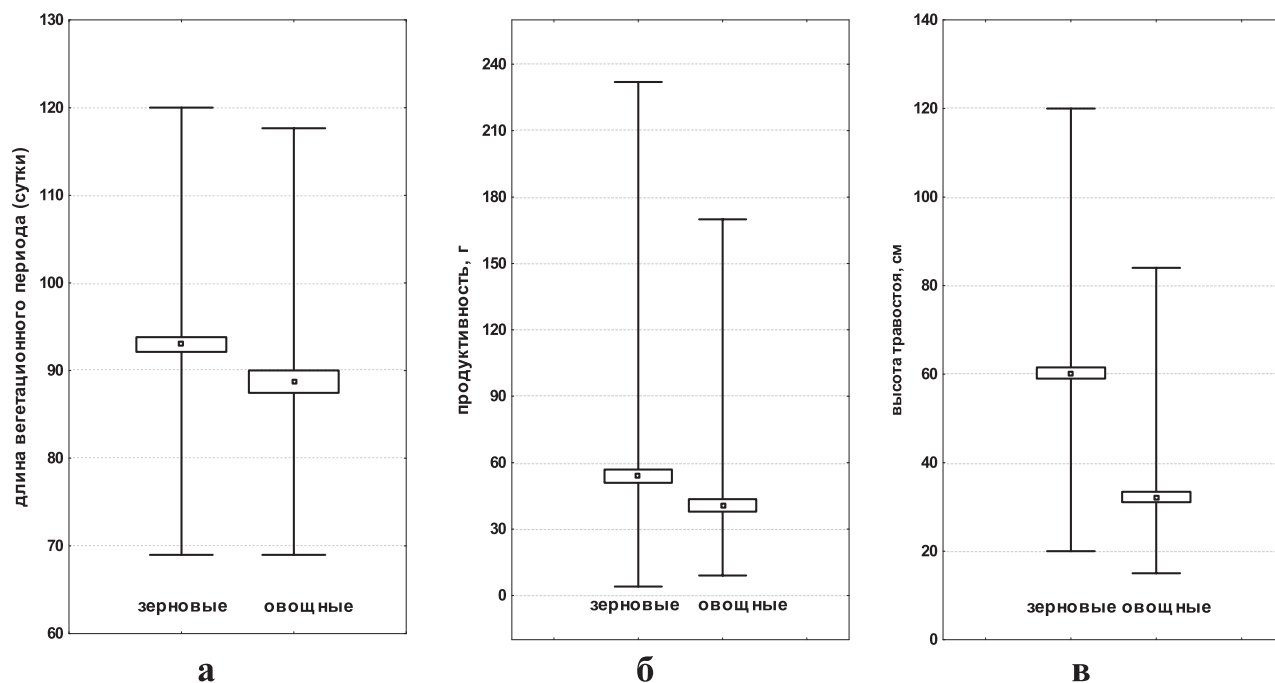 длина вегетационного периода (сутки)
130
120
110
100
90
80
70
60
зерновые овощные
а
продуктивность, г
240
210
180
150
120
90
60
30
0
зерновые овощные
б
высота травостоя, см
140
120
100
80
60
40
20
0
зерновые овощные
в